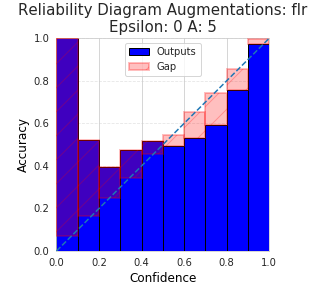 Reliability Diagram Augmentations: flr
Epsilon: 0 A: 5
Outputs
Gap
Accuracy
1.0
0.8
0.6
0.4
0.2
0.0
0.0 0.2 0.4 0.6 0.8 1.0
Confidence